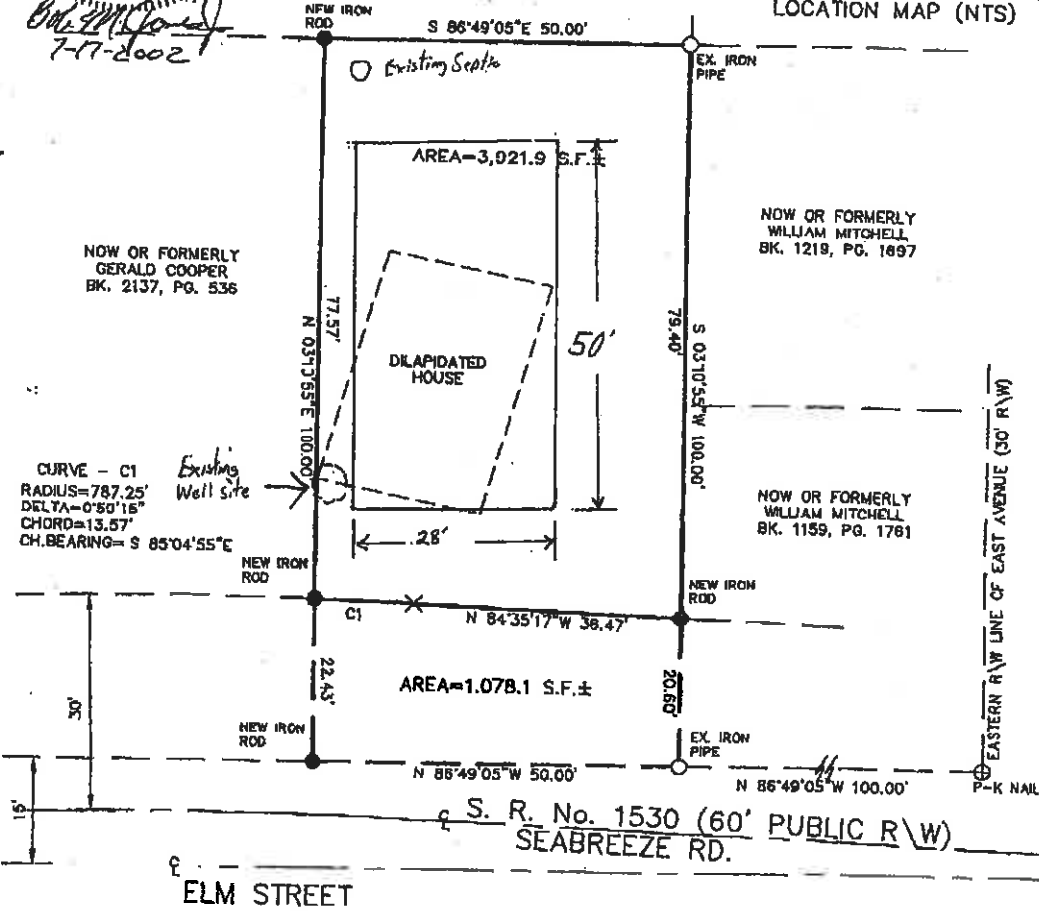 7-17-2002
LOCATION MAP (NTS)
NEW IRON
ROD
S 86°49'05"E 50.00'
EX. IRON
PIPE
Existing Septic
AREA=3,921.9 S.F.±
NOW OR FORMERLY
GERALD COOPER
BK. 2137, PG. 536
NOW OR FORMERLY
WILLIAM MITCHELL
BK. 1219, PG. 1697
77.57'
N 03°13'55"E 100.00'
DILAPIDATED
HOUSE
50'
79.40'
S 03°10'55"W 100.00'
CURVE - C1
RADIUS=787.25'
DELTA=0°59'16"
CHORD=13.57'
CH.BEARING= S 85°04'55"E
Existing
Well site
28'
NOW OR FORMERLY
WILLIAM MITCHELL
BK. 1159, PG. 1761
EASTERN R\W LINE OF EAST AVENUE (30' R\W)
NEW IRON
ROD
C1
N 84°35'17"W 36.47'
NEW IRON
ROD
30'
22.43'
AREA=1.078.1 S.F.±
20.60'
NEW IRON
ROD
EX. IRON
PIPE
N 86°49'05"W 50.00'
N 86°49'05"W 100.00'
P-K NAIL
15'
℄ S. R. No. 1530 (60' PUBLIC R\W)
SEABREEZE RD.
℄
ELM STREET